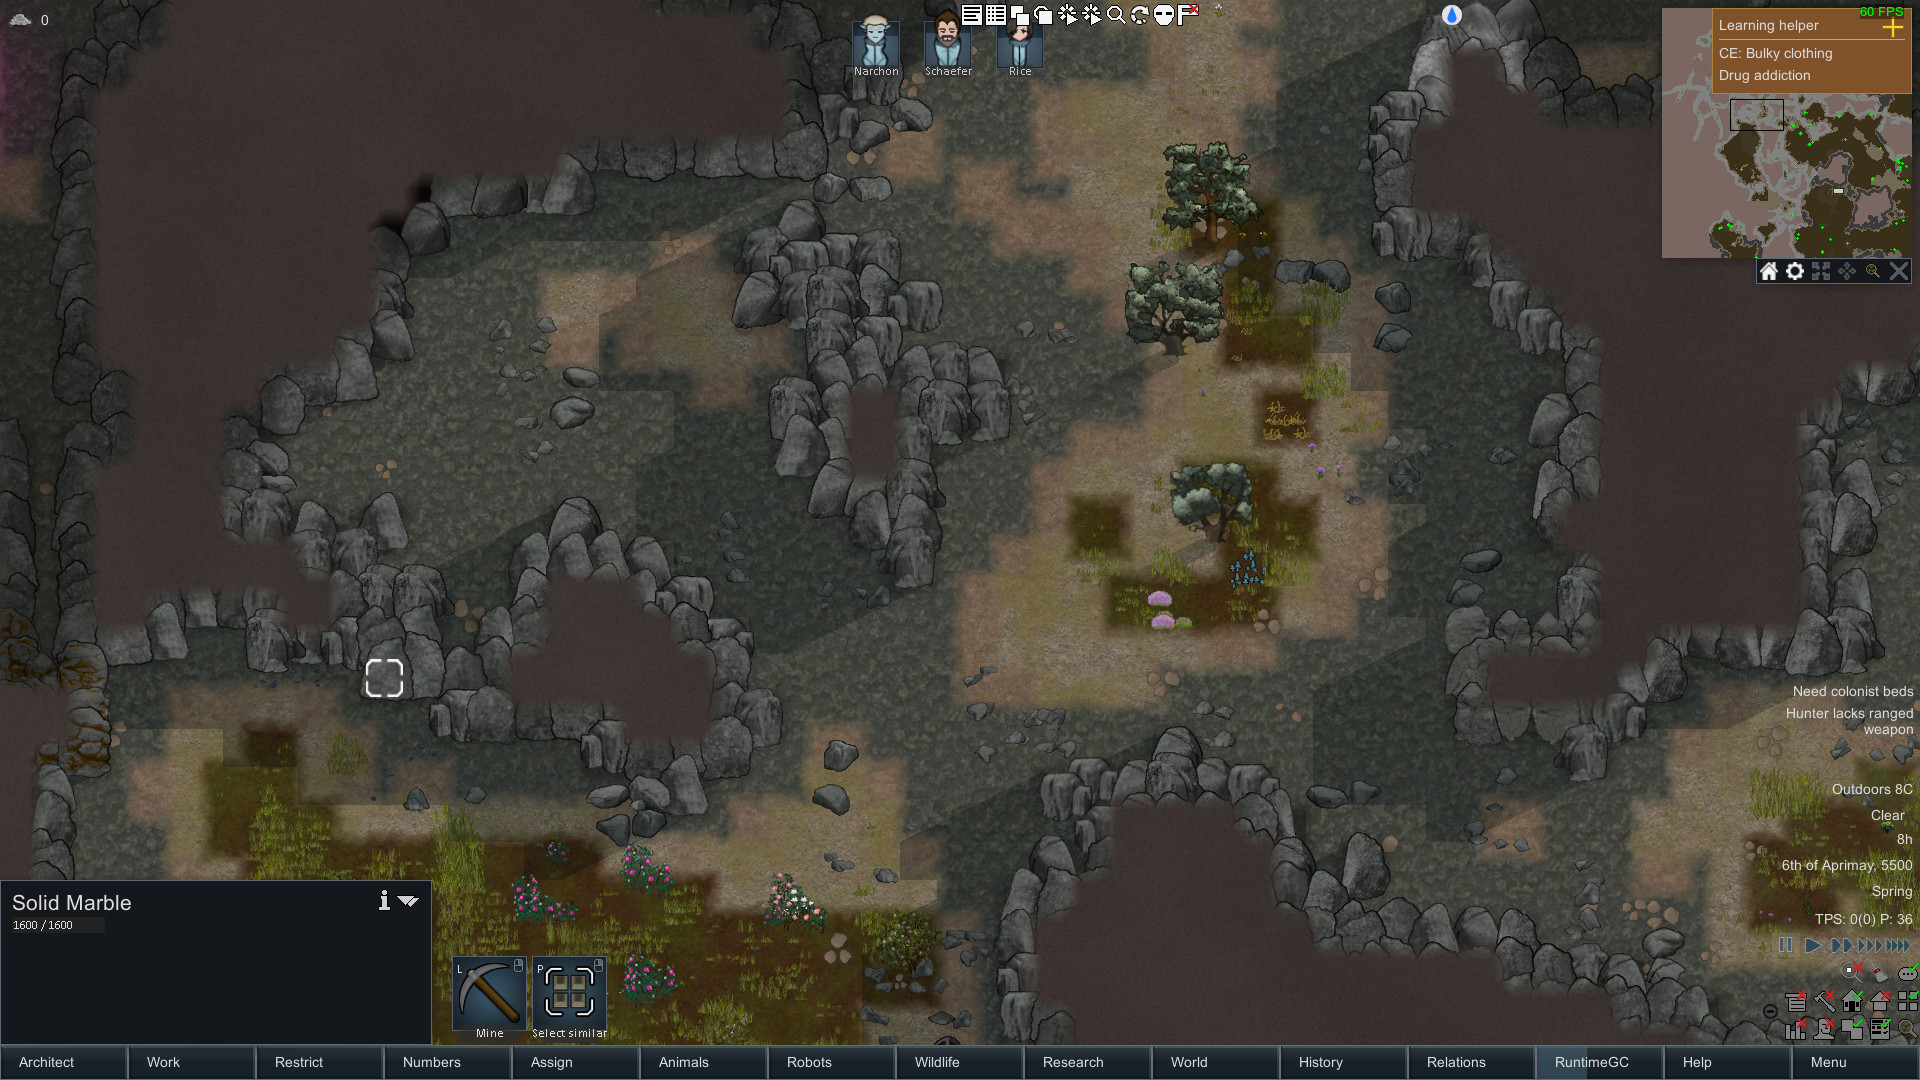 0
60 FPS
Learning helper
CE: Bulky clothing
Drug addiction
Narchon
Schaefer
Rice
Need colonist beds
Hunter lacks ranged
weapon
Outdoors 8C
Clear
8h
6th of Aprimay, 5500
Spring
TPS: 0(0) P: 36
Solid Marble
1600 / 1600
L
Mine
P
Select similar
Architect
Work
Restrict
Numbers
Assign
Animals
Robots
Wildlife
Research
World
History
Relations
RuntimeGC
Help
Menu